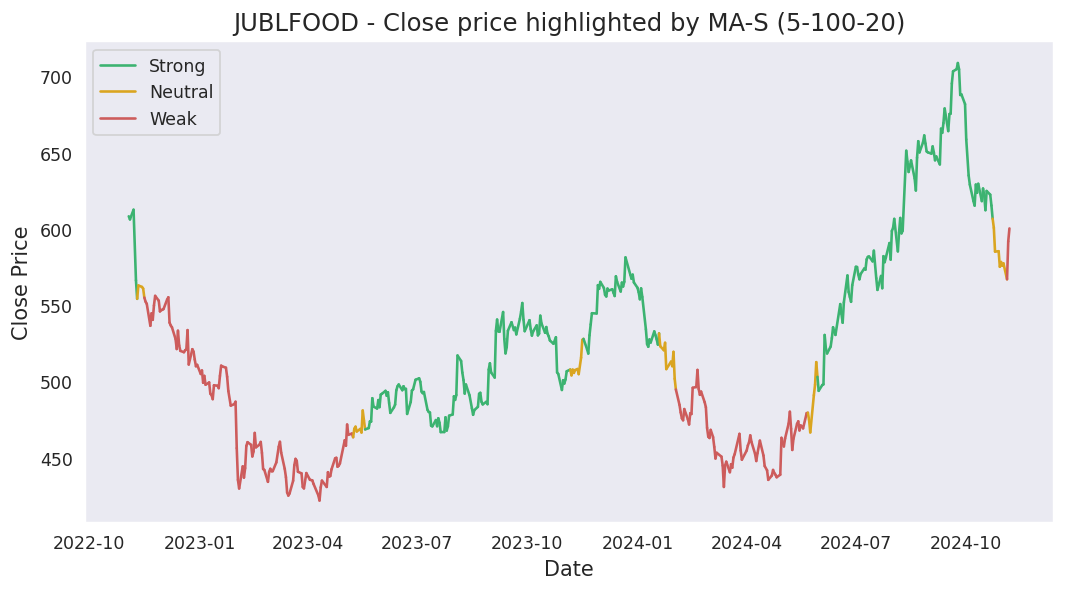 JUBLFOOD - Close price highlighted by MA-S (5-100-20)
Strong
Neutral
Weak
Close Price
700
650
600
550
500
450
2022-10 2023-01 2023-04 2023-07 2023-10 2024-01 2024-04 2024-07 2024-10
Date